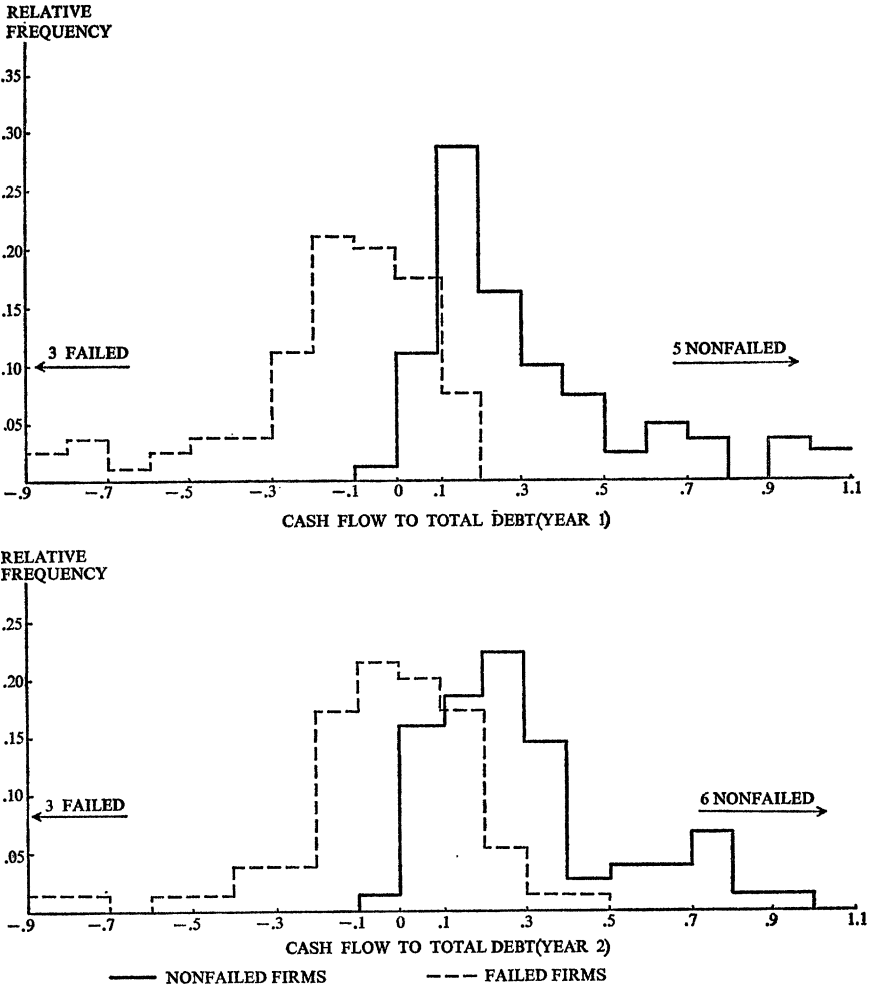 RELATIVE
FREQUENCY
.35
.30
.25
.20
.15
.10
.05
3 FAILED
5 NONFAILED
-.9 -.7 -.5 -.3 -.1 0 .1 .3 .5 .7 .9 1.1
CASH FLOW TO TOTAL DEBT(YEAR 1)
RELATIVE
FREQUENCY
.25
.20
.15
.10
.05
3 FAILED
6 NONFAILED
-.9 -.7 -.5 -.3 -.1 0 .1 .3 .5 .7 .9 1.1
CASH FLOW TO TOTAL DEBT(YEAR 2)
NONFAILED FIRMS FAILED FIRMS